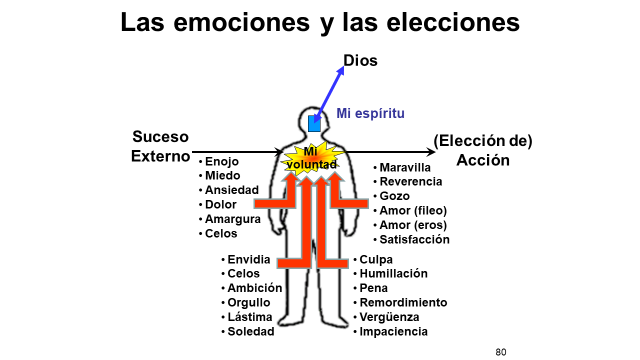 Las emociones y las elecciones
Dios
Mi espíritu
Suceso
Externo
(Elección de)
Acción
Mi
voluntad
• Enojo
• Miedo
• Ansiedad
• Dolor
• Amargura
• Celos
• Maravilla
• Reverencia
• Gozo
• Amor (fileo)
• Amor (eros)
• Satisfacción
• Envidia
• Celos
• Ambición
• Orgullo
• Lástima
• Soledad
• Culpa
• Humillación
• Pena
• Remordimiento
• Vergüenza
• Impaciencia
80